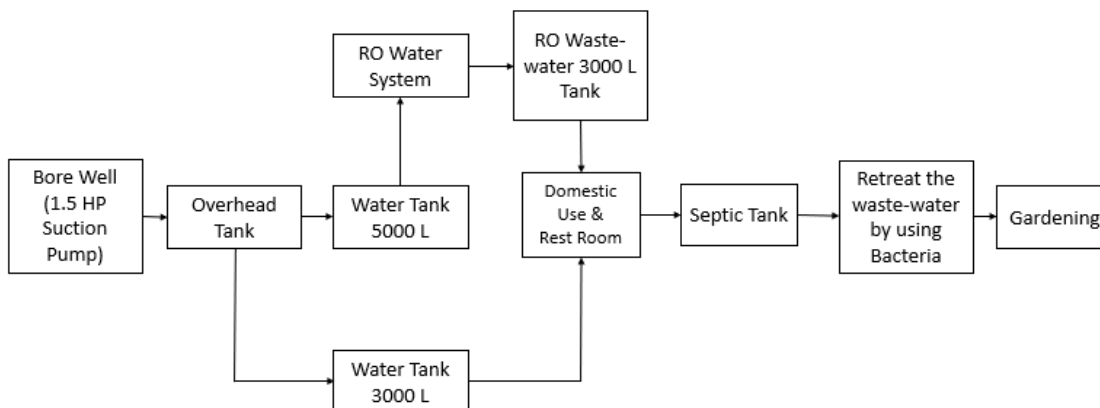 RO Water
System
RO Waste-
water 3000 L
Tank
Bore Well
(1.5 HP
Suction
Pump)
Overhead
Tank
Water Tank
5000 L
Domestic
Use &
Rest Room
Septic Tank
Retreat the
waste-water
by using
Bacteria
Gardening
Water Tank
3000 L